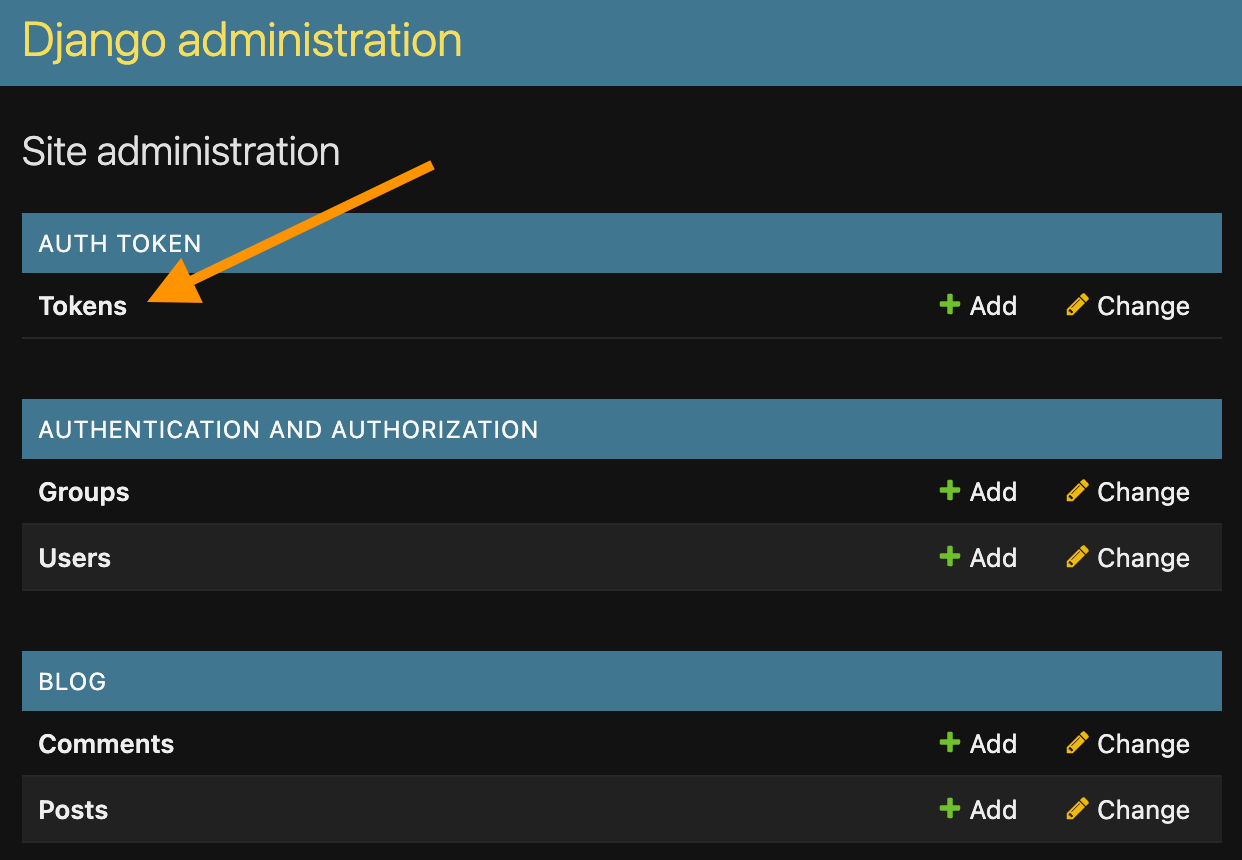 Django administration
Site administration
AUTH TOKEN
Tokens Add Change
AUTHENTICATION AND AUTHORIZATION
Groups Add Change
Users Add Change
BLOG
Comments Add Change
Posts Add Change